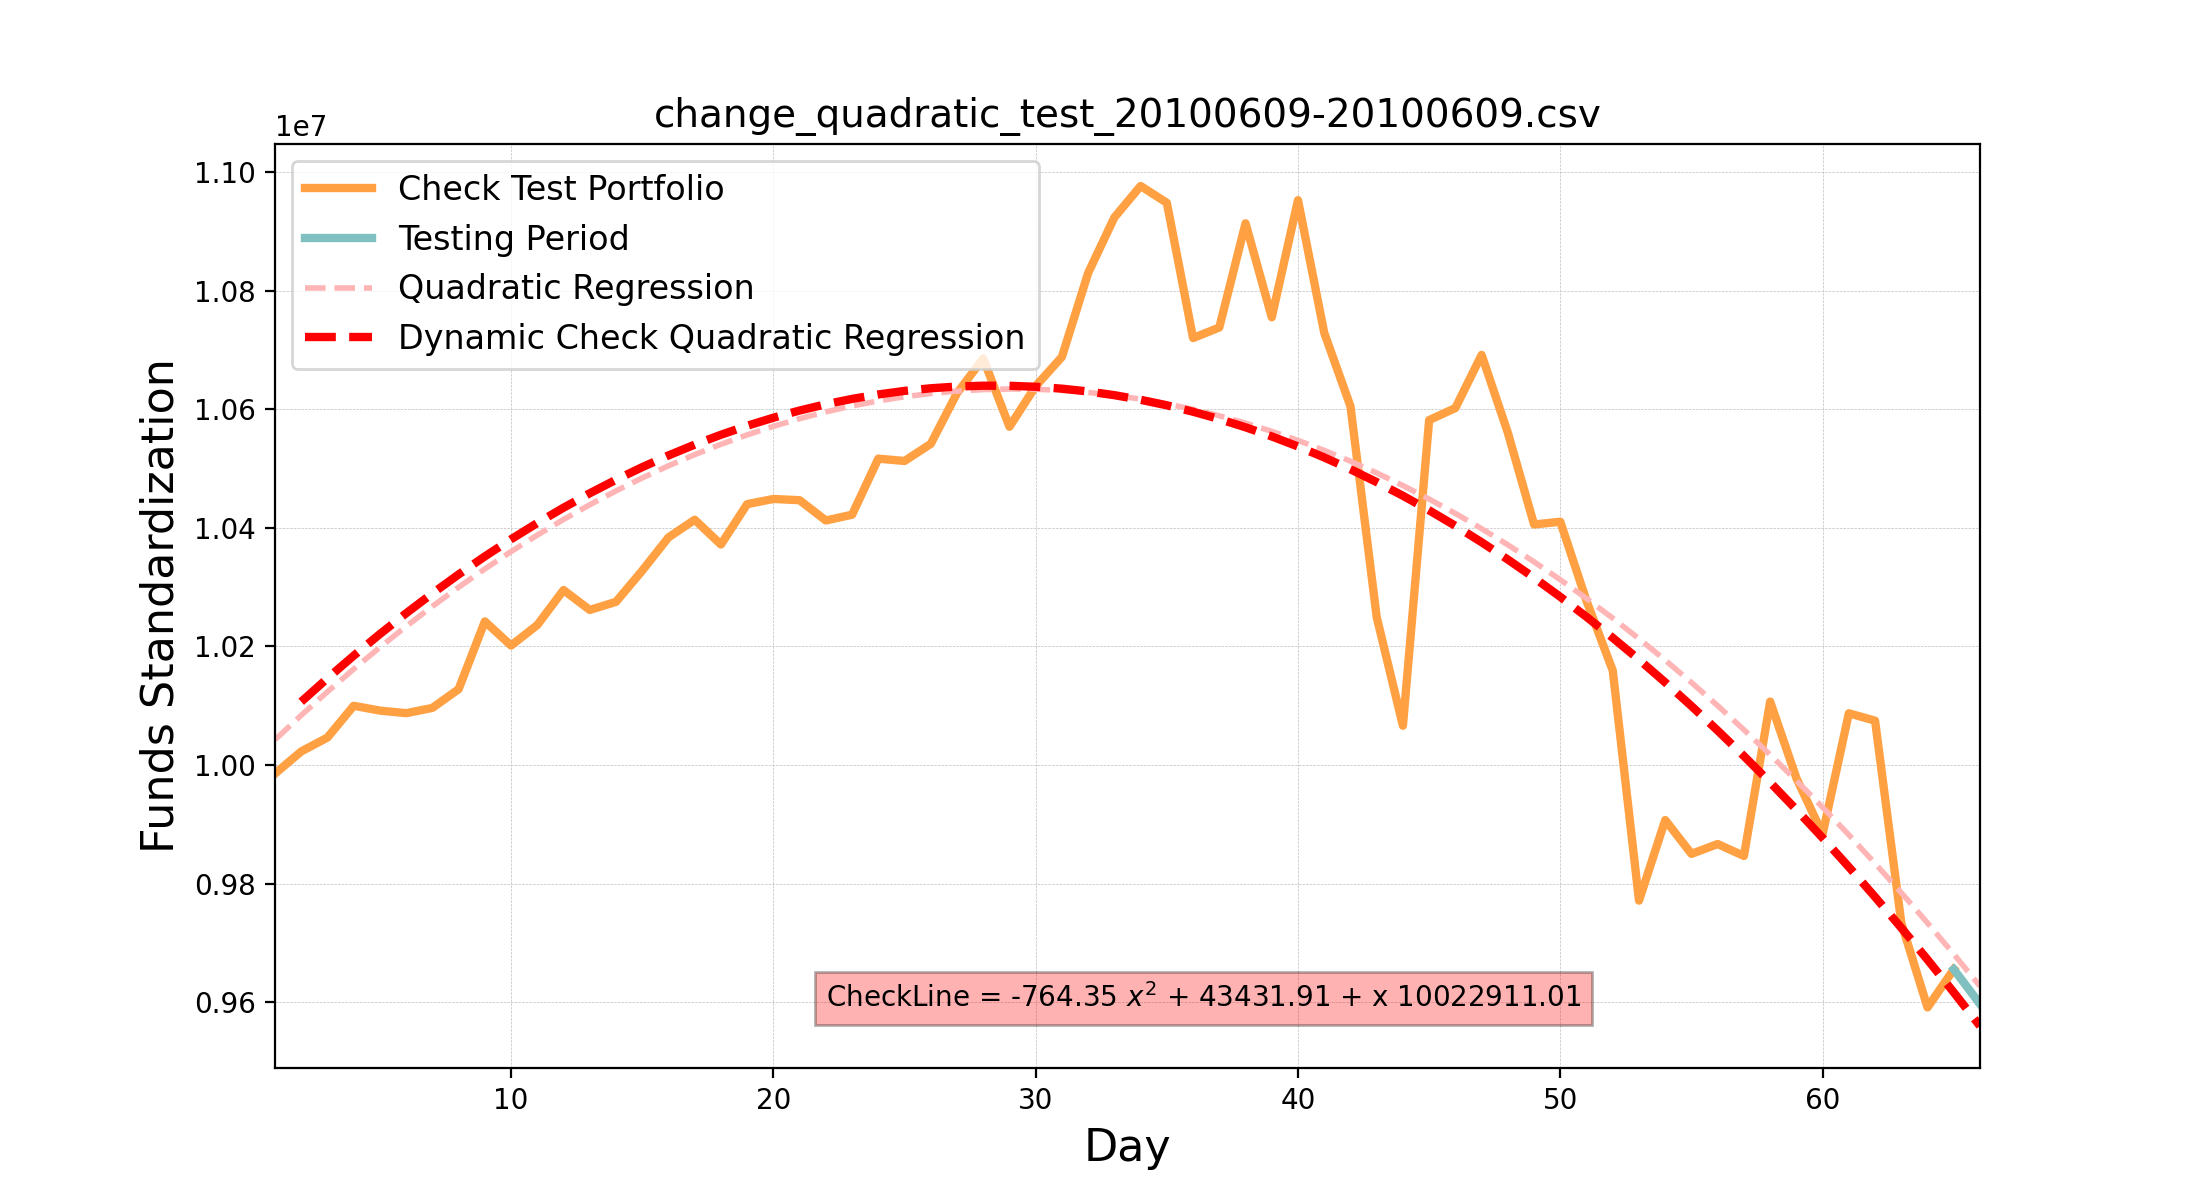 change_quadratic_test_20100609-20100609.csv
1e7
Check Test Portfolio
Testing Period
Quadratic Regression
Dynamic Check Quadratic Regression
1.10
1.08
1.06
1.04
1.02
1.00
0.98
0.96
Funds Standardization
CheckLine = -764.35 x² + 43431.91 + x 10022911.01
10 20 30 40 50 60
Day